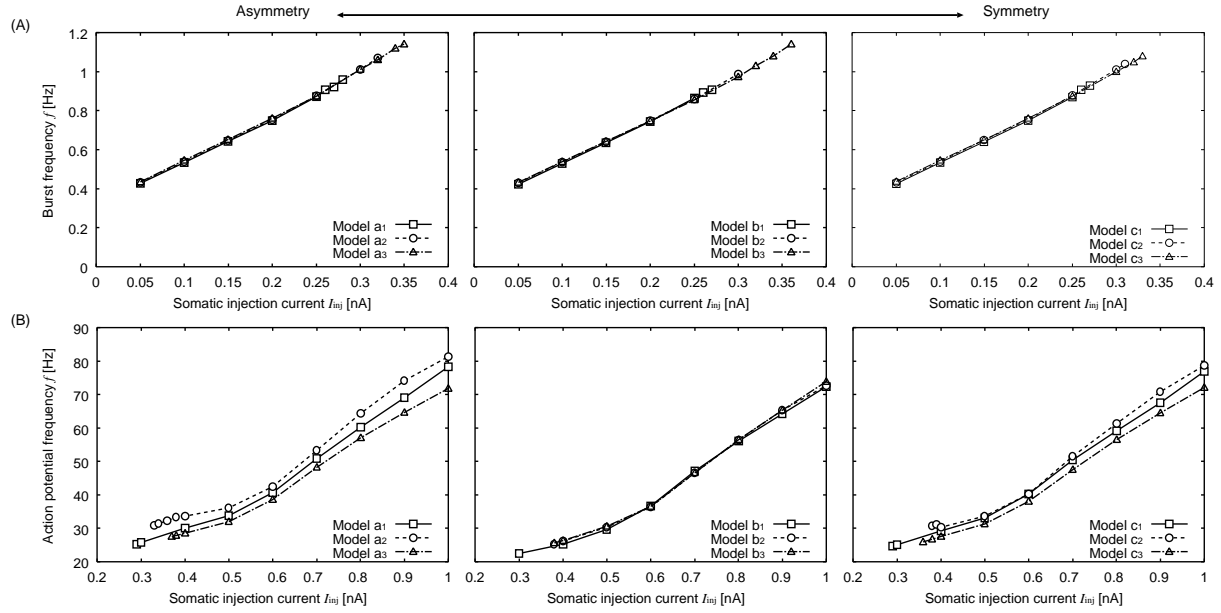 Asymmetry Symmetry
(A)
1.2
1
0.8
0.6
0.4
0.2
0
Burst frequency f [Hz]
Model a1
Model a2
Model a3
0 0.05 0.1 0.15 0.2 0.25 0.3 0.35 0.4
Somatic injection current Iinj [nA]
Model b1
Model b2
Model b3
0 0.05 0.1 0.15 0.2 0.25 0.3 0.35 0.4
Somatic injection current Iinj [nA]
Model c1
Model c2
Model c3
0 0.05 0.1 0.15 0.2 0.25 0.3 0.35 0.4
Somatic injection current Iinj [nA]
(B)
90
80
70
60
50
40
30
20
Action potential frequency f [Hz]
Model a1
Model a2
Model a3
0.2 0.3 0.4 0.5 0.6 0.7 0.8 0.9 1
Somatic injection current Iinj [nA]
Model b1
Model b2
Model b3
0.2 0.3 0.4 0.5 0.6 0.7 0.8 0.9 1
Somatic injection current Iinj [nA]
Model c1
Model c2
Model c3
0.2 0.3 0.4 0.5 0.6 0.7 0.8 0.9 1
Somatic injection current Iinj [nA]